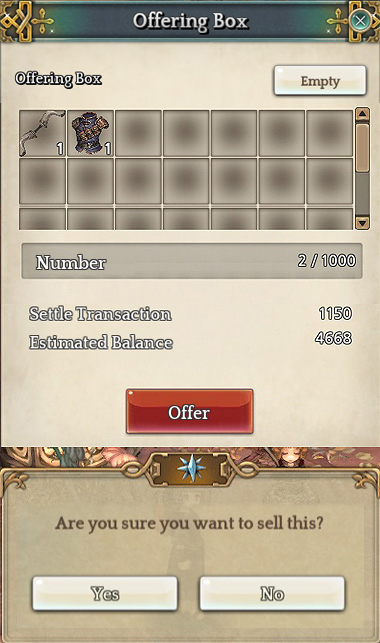 Offering Box
Offering Box
Empty
1 1
Number 2 / 1000
Settle Transaction 1150
Estimated Balance 4668
Offer
Are you sure you want to sell this?
Yes No